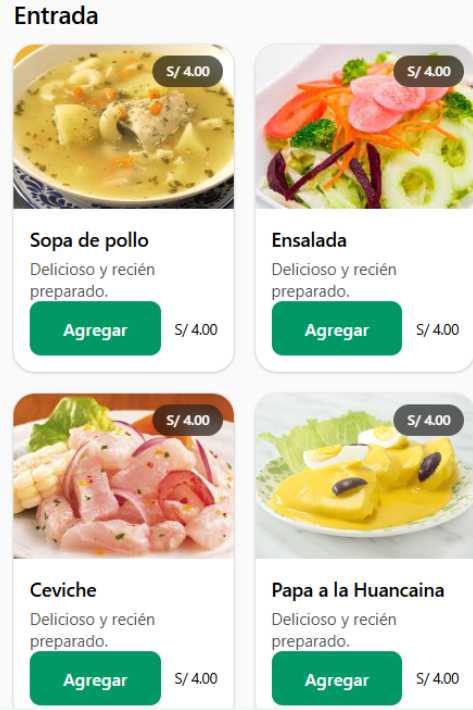 Entrada
S/ 4.00
S/ 4.00
Sopa de pollo
Delicioso y recién
preparado.
Agregar
S/ 4.00
Ensalada
Delicioso y recién
preparado.
Agregar
S/ 4.00
S/ 4.00
S/ 4.00
Ceviche
Delicioso y recién
preparado.
Agregar
S/ 4.00
Papa a la Huancaina
Delicioso y recién
preparado.
Agregar
S/ 4.00